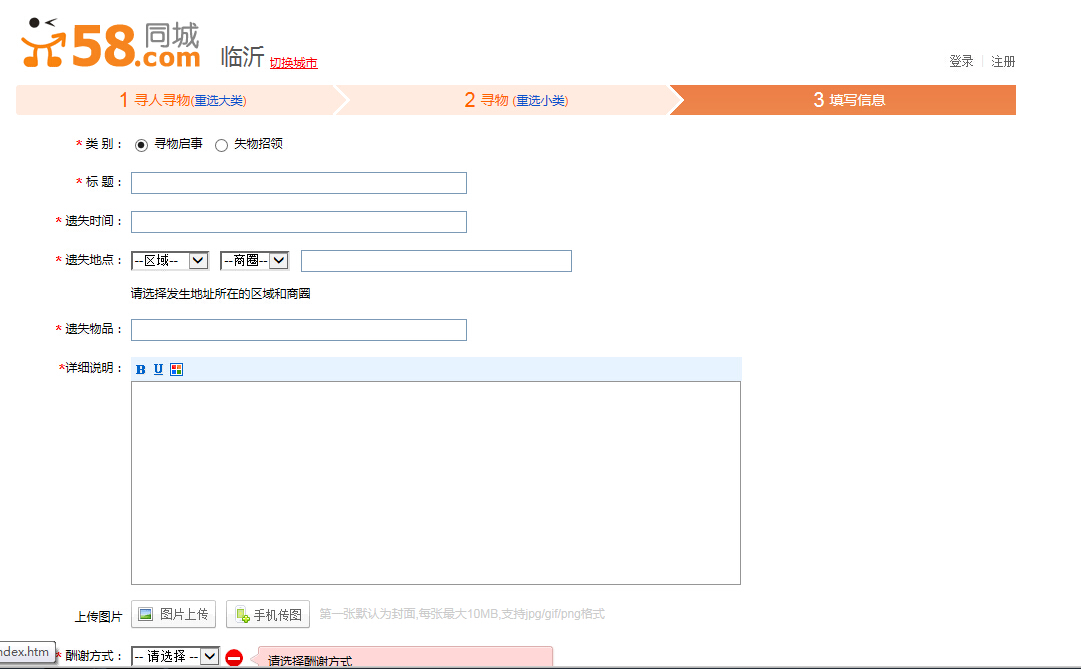 58同城.com 临沂 切换城市
登录 注册
1 寻人寻物(重选大类) 2 寻物 (重选小类) 3 填写信息
* 类 别： 寻物启事 失物招领
* 标 题：
* 遗失时间：
* 遗失地点： --区域-- --商圈--
请选择发生地址所在的区域和商圈
* 遗失物品：
*详细说明： B U
上传图片 图片上传 手机传图 第一张默认为封面,每张最大10MB,支持jpg/gif/png格式
ndex.htm * 酬谢方式： -- 请选择 -- 请选择酬谢方式